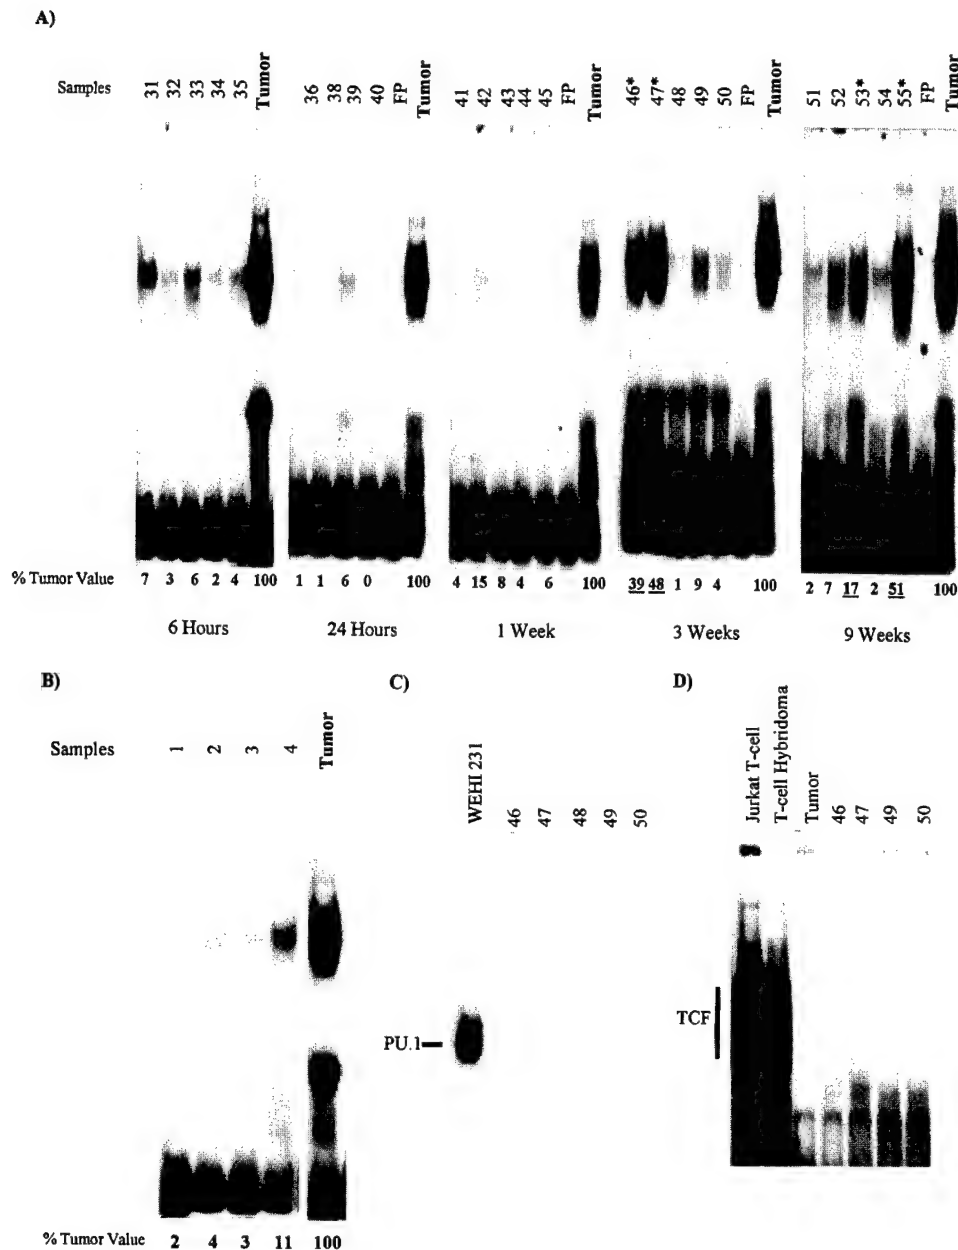 A)
Samples 31 32 33 34 35 Tumor 36 38 39 40 FP Tumor 41 42 43 44 45 FP Tumor 46* 47* 48 49 50 FP Tumor 51 52 53* 54 55* FP Tumor
% Tumor Value 7 3 6 2 4 100 1 1 6 0 100 4 15 8 4 6 100 39 48 1 9 4 100 2 7 17 2 51 100
6 Hours 24 Hours 1 Week 3 Weeks 9 Weeks
B)
Samples 1 2 3 4 Tumor
% Tumor Value 2 4 3 11 100
C)
WEHI 231 46 47 48 49 50
PU.1
D)
Jurkat T-cell T-cell Hybridoma Tumor 46 47 49 50
TCF